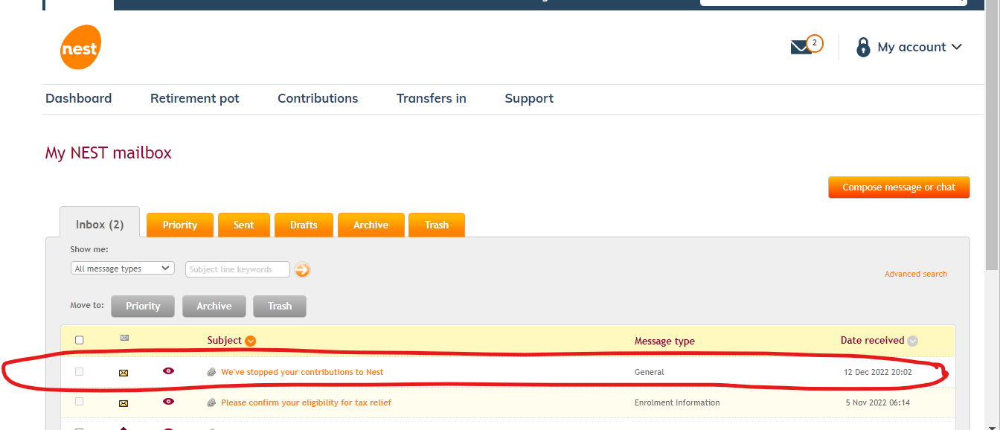 nest
2
My account
Dashboard Retirement pot Contributions Transfers in Support
My NEST mailbox
Compose message or chat
Inbox (2) Priority Sent Drafts Archive Trash
Show me:
All message types Subject line keywords
Advanced search
Move to: Priority Archive Trash
Subject Message type Date received
We've stopped your contributions to Nest General 12 Dec 2022 20:02
Please confirm your eligibility for tax relief Enrolment Information 5 Nov 2022 06:14